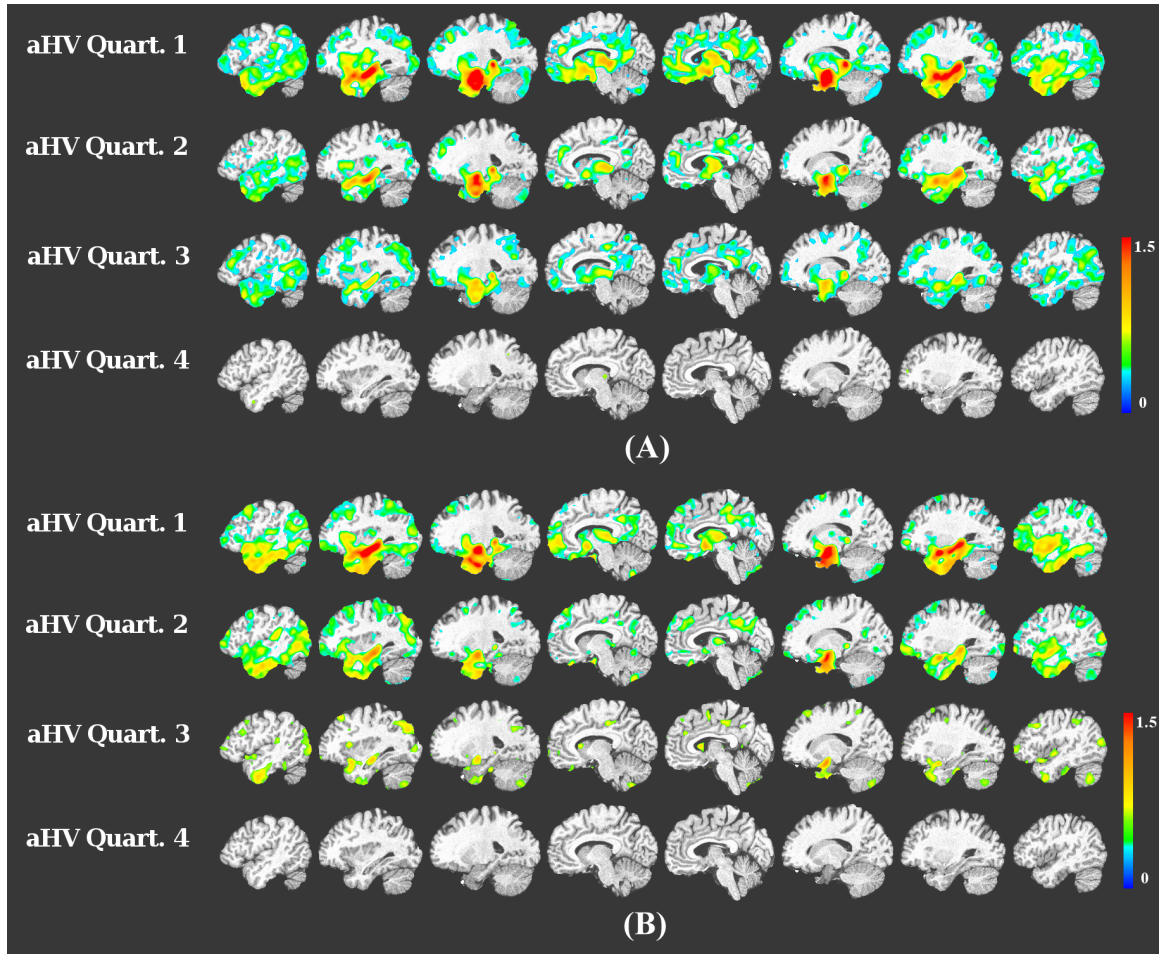 aHV Quart. 1
aHV Quart. 2
aHV Quart. 3
1.5
aHV Quart. 4
0
(A)
aHV Quart. 1
aHV Quart. 2
aHV Quart. 3
1.5
aHV Quart. 4
0
(B)